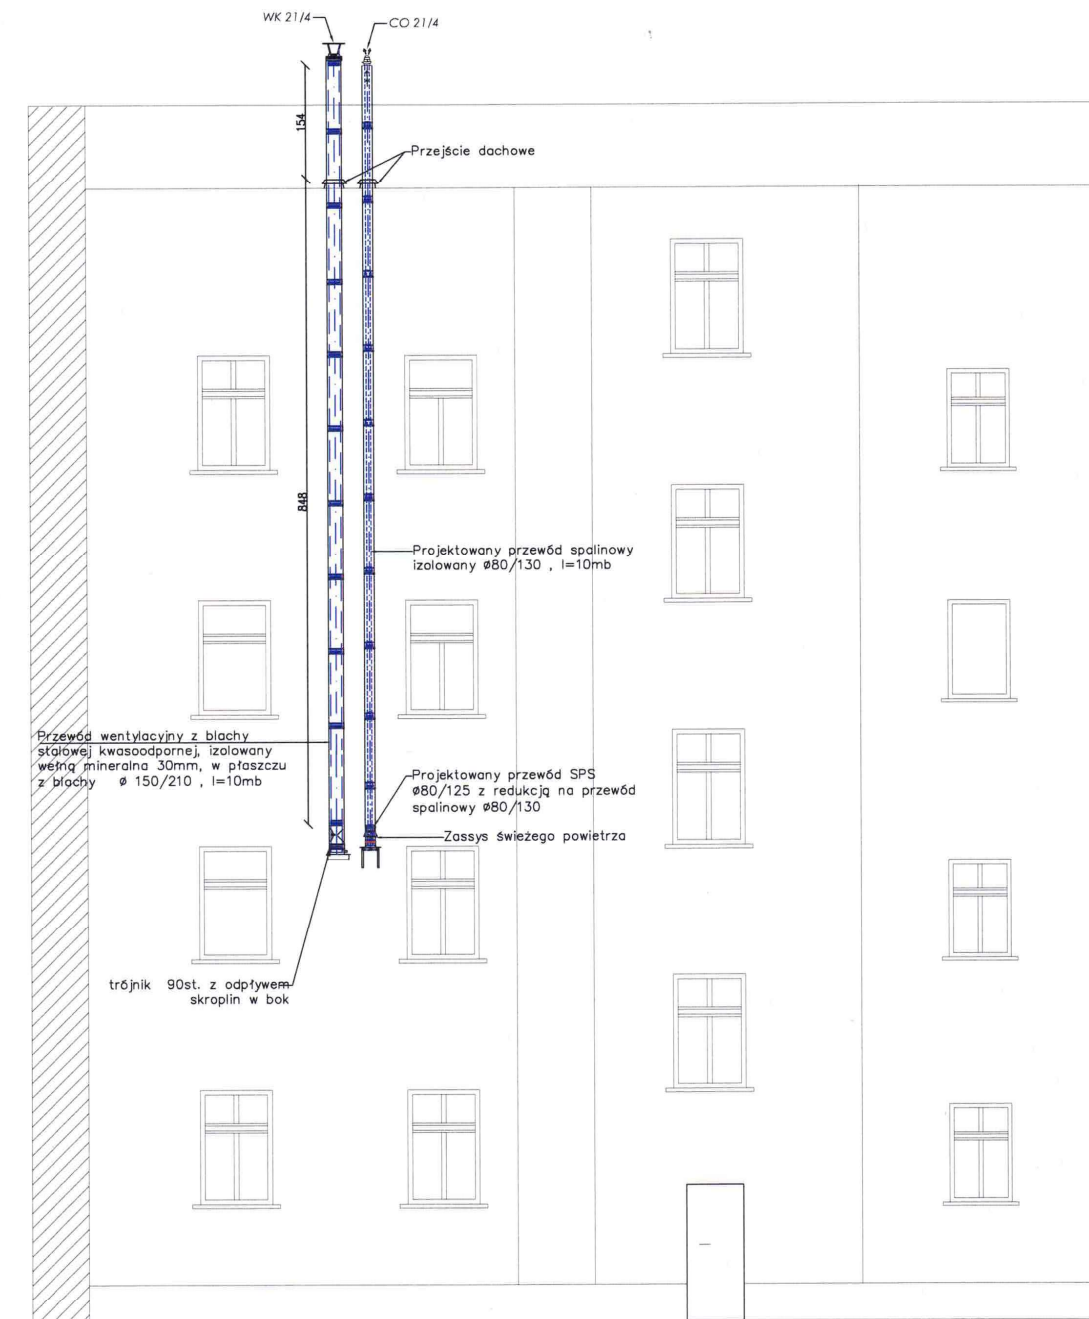 WK 21/4
CO 21/4
154
Przejście dachowe
848
Projektowany przewód spalinowy
izolowany ø80/130 , l=10mb
Przewód wentylacyjny z blachy
stalowej kwasoodpornej, izolowany
wełną mineralna 30mm, w płaszczu
z blachy ø 150/210 , l=10mb
Projektowany przewód SPS
ø80/125 z redukcją na przewód
spalinowy ø80/130
Zassys świeżego powietrza
trójnik 90st. z odpływem
skroplin w bok